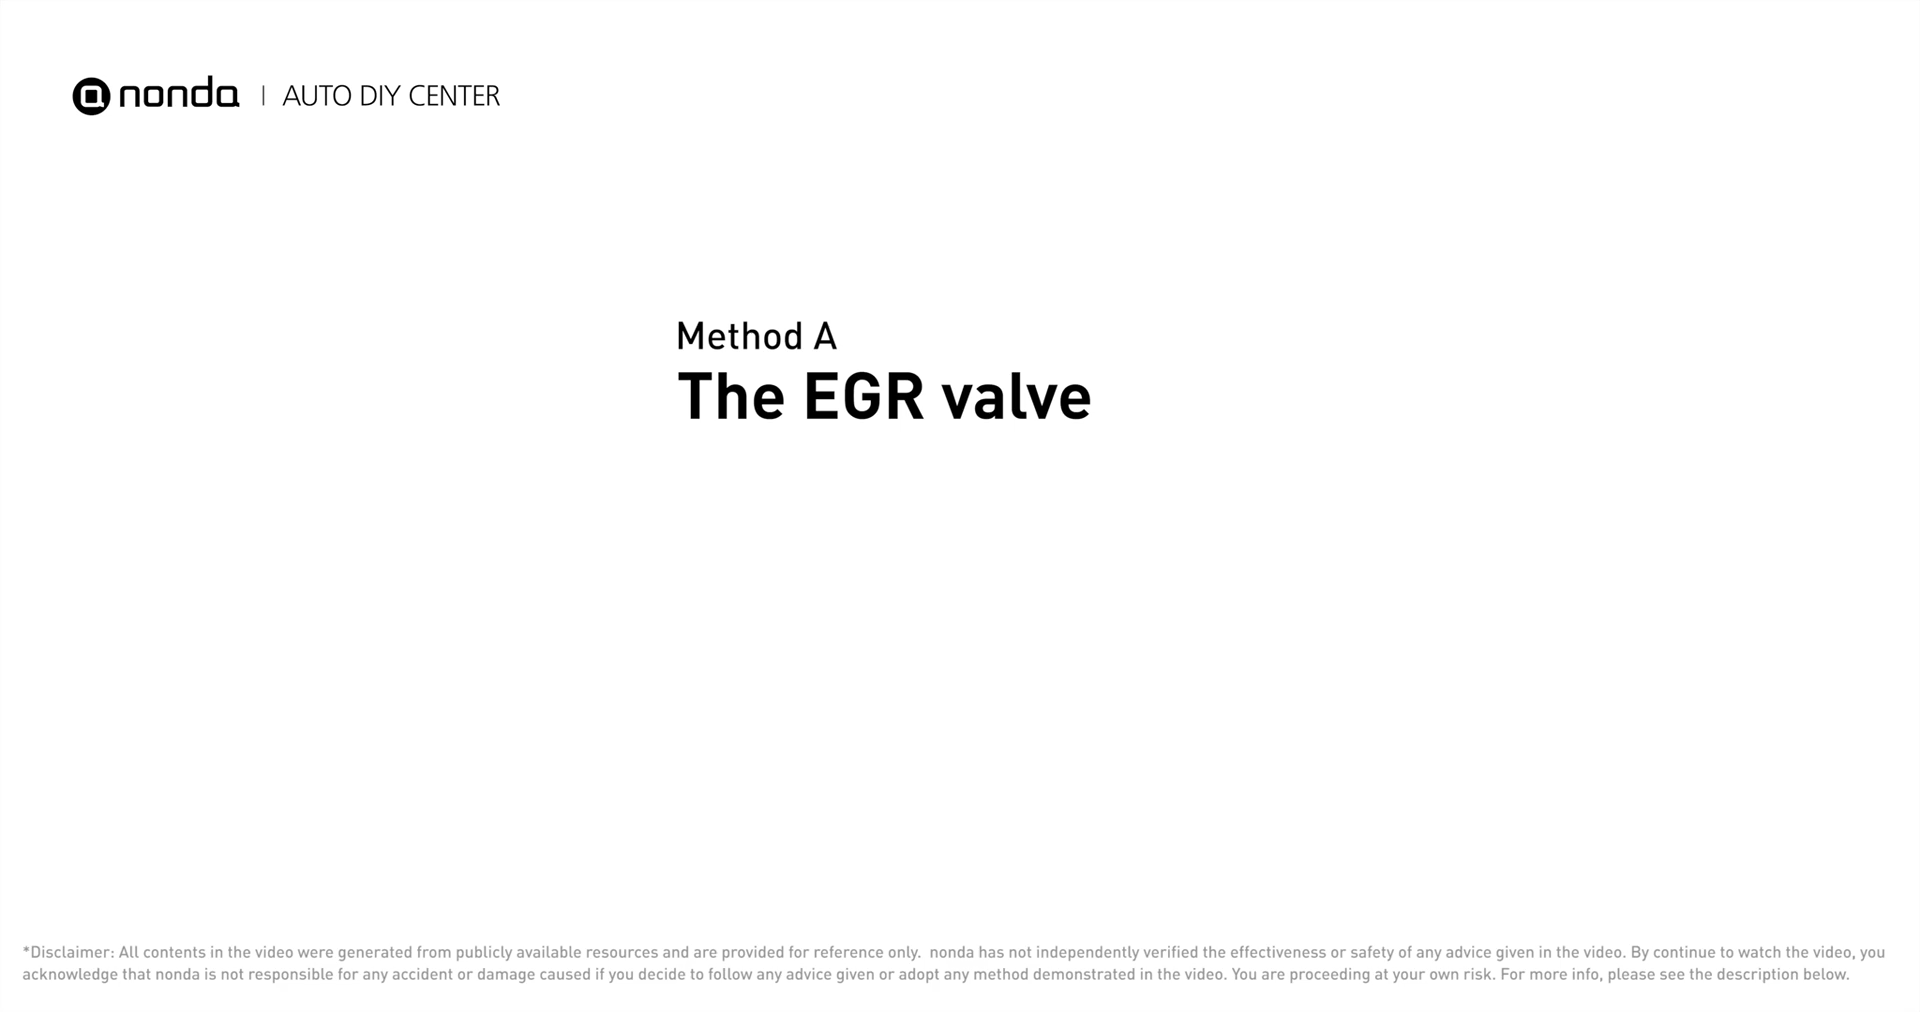 nonda | AUTO DIY CENTER
Method A
The EGR valve
*Disclaimer: All contents in the video were generated from publicly available resources and are provided for reference only.  nonda has not independently verified the effectiveness or safety of any advice given in the video. By continue to watch the video, you
acknowledge that nonda is not responsible for any accident or damage caused if you decide to follow any advice given or adopt any method demonstrated in the video. You are proceeding at your own risk. For more info, please see the description below.